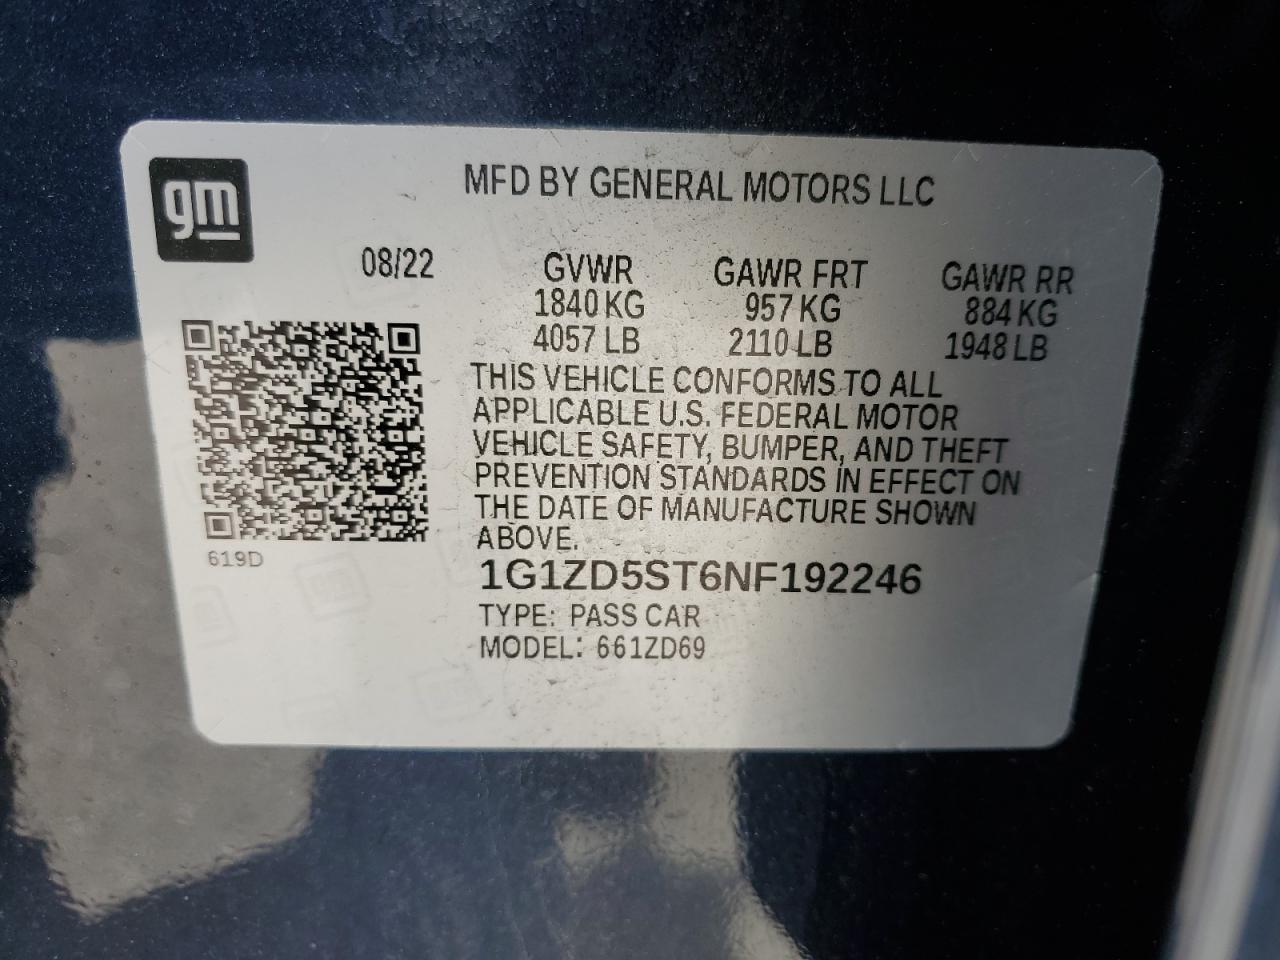 gm
MFD BY GENERAL MOTORS LLC
08/22
GVWR GAWR FRT GAWR RR
1840 KG 957 KG 884 KG
4057 LB 2110 LB 1948 LB
THIS VEHICLE CONFORMS TO ALL
APPLICABLE U.S. FEDERAL MOTOR
VEHICLE SAFETY, BUMPER, AND THEFT
PREVENTION STANDARDS IN EFFECT ON
THE DATE OF MANUFACTURE SHOWN
ABOVE.
619D
1G1ZD5ST6NF192246
TYPE: PASS CAR
MODEL: 661ZD69